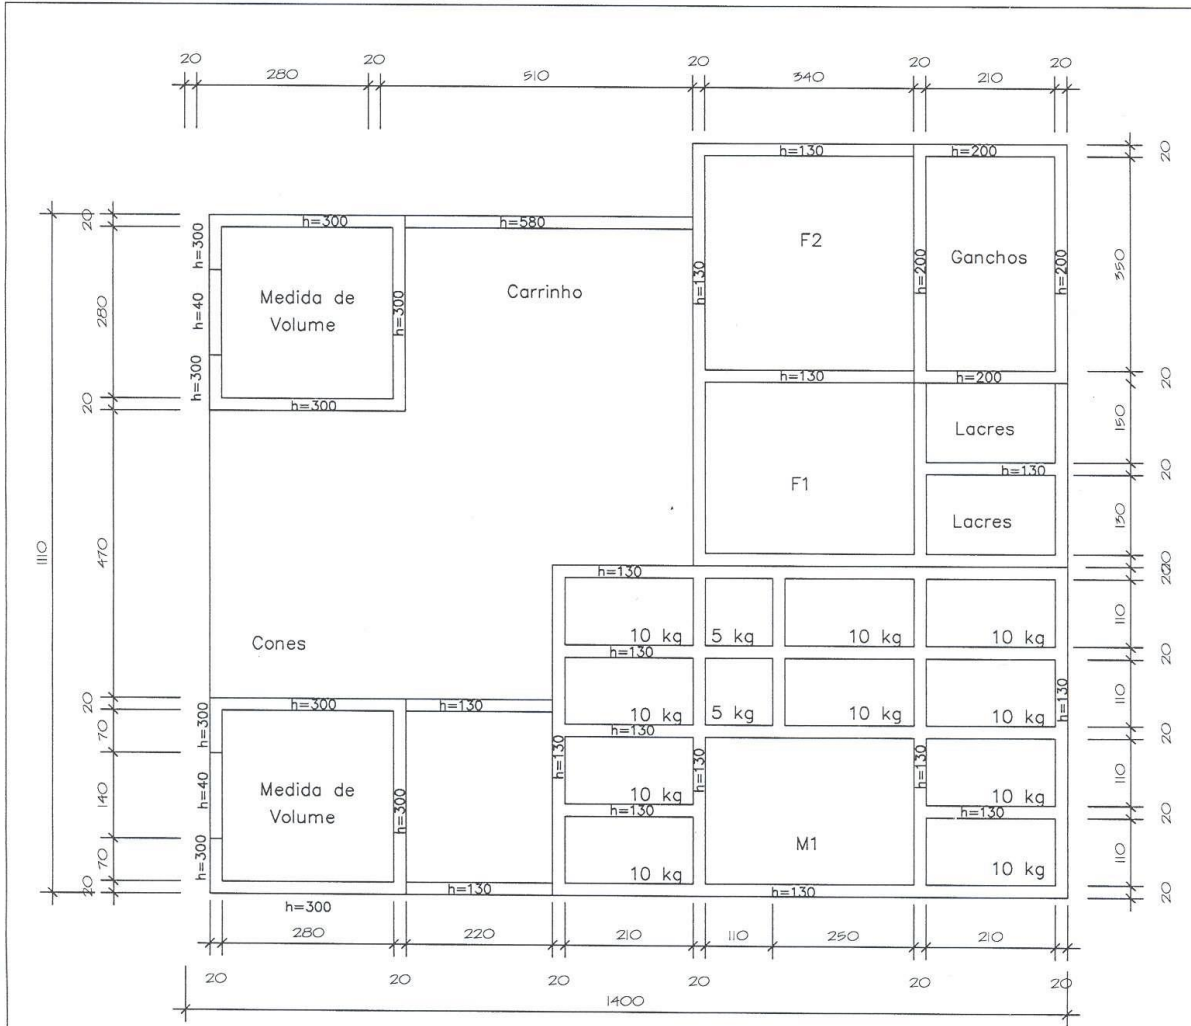 20 20 20 20 20
280 510 340 210
h=130 h=200
20
20 h=300 h=580
h=300
F2
h=130 h=200 Ganchos h=200 350
Medida de
Volume
Carrinho
280 h=40 h=300
h=300
h=130 h=200 20
20 h=300
Lacres 150
h=130 20
F1
Lacres 130
1110 470
h=130 20
20
10 kg 5 kg 10 kg 10 kg 110
Cones
h=130 20
20 h=300 h=130
10 kg 5 kg 10 kg 10 kg 110 h=130
70 h=300
h=130 20
h=130 h=130 h=130
140 h=40 h=300
Medida de
Volume
10 kg 10 kg 110
h=130 h=130 20
70 h=300
M1
10 kg 10 kg 110
20 h=130 h=130 20
h=300
280 220 210 110 250 210
20 20 20 20 20 20
1400